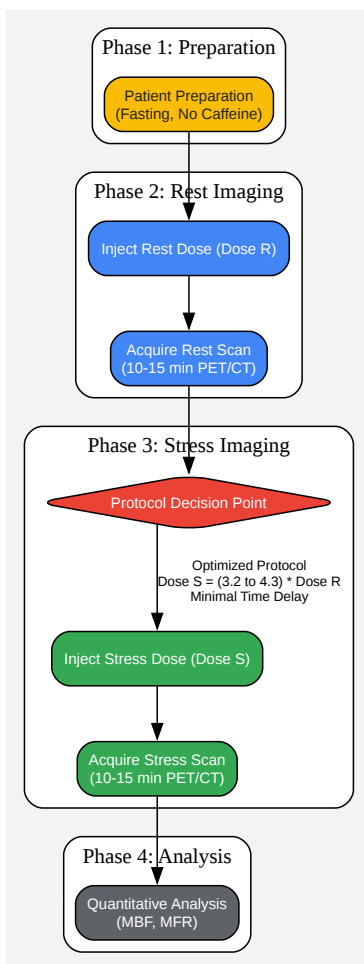 Phase 1: Preparation
Patient Preparation
(Fasting, No Caffeine)
Phase 2: Rest Imaging
Inject Rest Dose (Dose R)
Acquire Rest Scan
(10-15 min PET/CT)
Phase 3: Stress Imaging
Protocol Decision Point
Optimized Protocol
Dose S = (3.2 to 4.3) * Dose R
Minimal Time Delay
Inject Stress Dose (Dose S)
Acquire Stress Scan
(10-15 min PET/CT)
Phase 4: Analysis
Quantitative Analysis
(MBF, MFR)